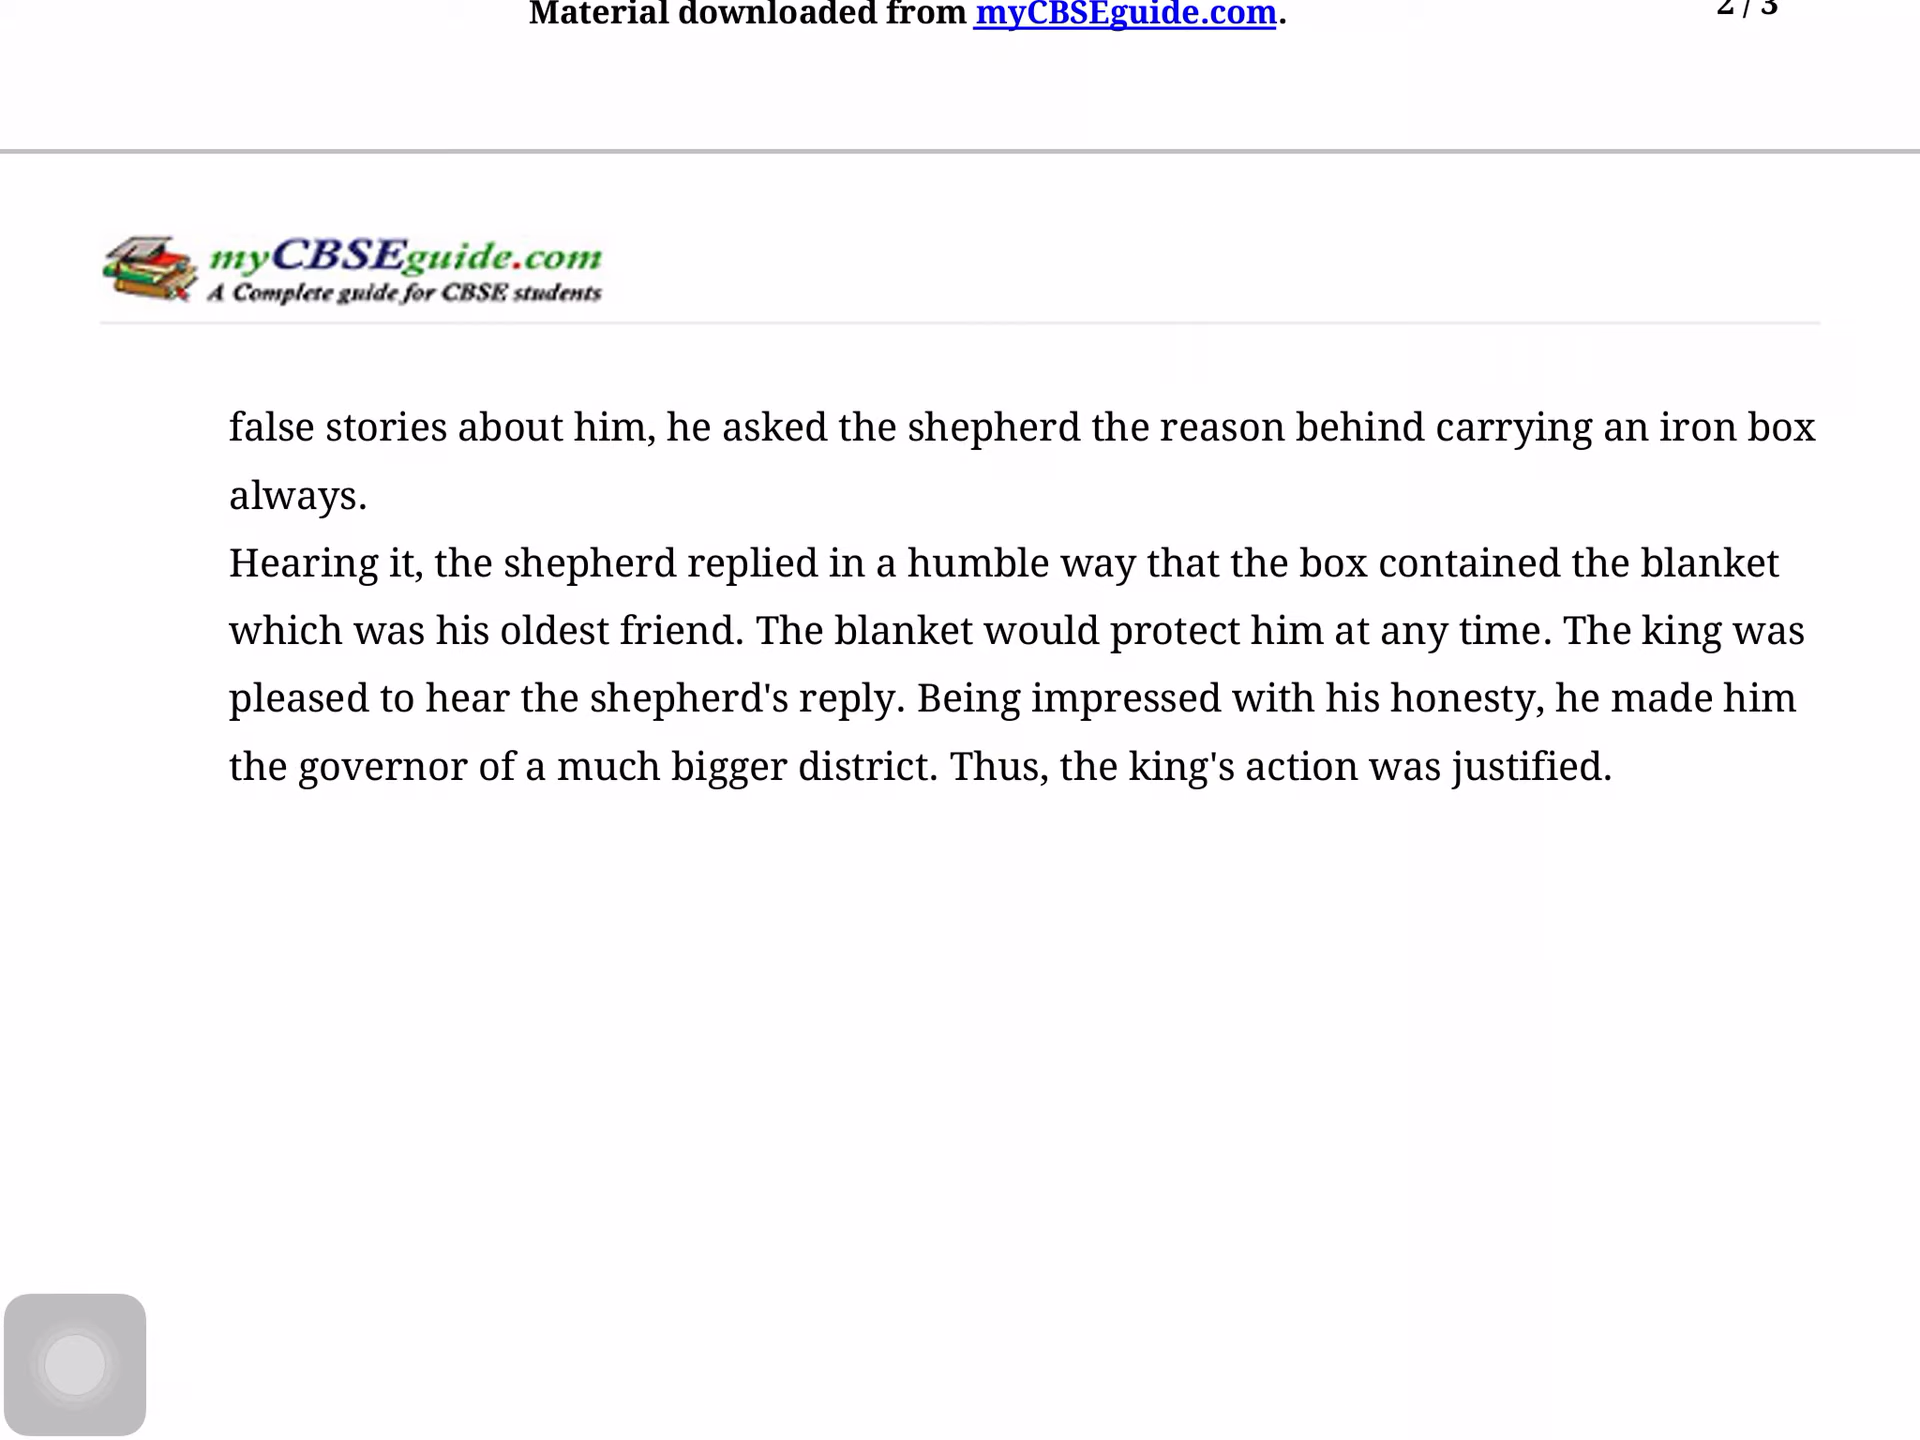 Material downloaded from myCBSEguide.com.
2 / 3
myCBSEguide.com
A Complete guide for CBSE students
false stories about him, he asked the shepherd the reason behind carrying an iron box
always.
Hearing it, the shepherd replied in a humble way that the box contained the blanket
which was his oldest friend. The blanket would protect him at any time. The king was
pleased to hear the shepherd's reply. Being impressed with his honesty, he made him
the governor of a much bigger district. Thus, the king's action was justified.